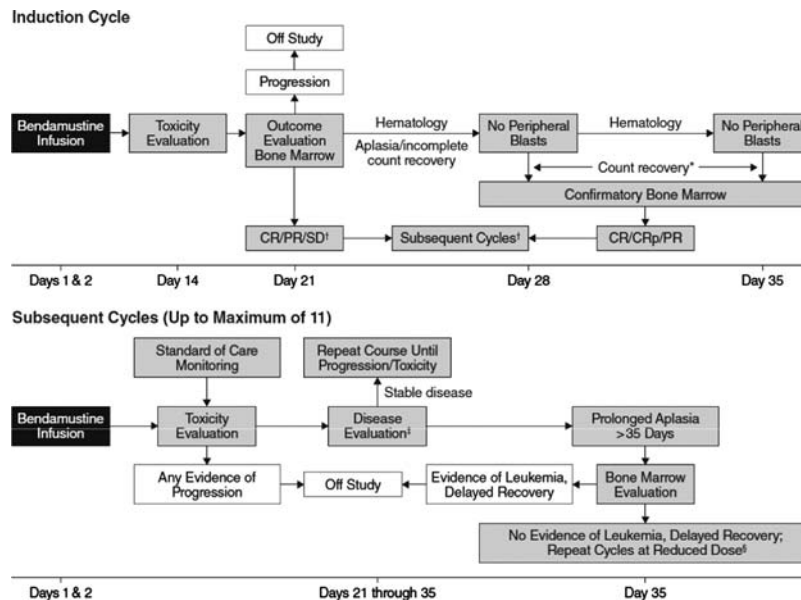 Induction Cycle
Off Study
Progression
Bendamustine
Infusion
Toxicity
Evaluation
Outcome
Evaluation
Bone Marrow
Hematology
Aplasia/incomplete
count recovery
No Peripheral
Blasts
Hematology
No Peripheral
Blasts
Count recovery*
Confirmatory Bone Marrow
CR/PR/SD†
Subsequent Cycles†
CR/CRp/PR
Days 1 & 2
Day 14
Day 21
Day 28
Day 35
Subsequent Cycles (Up to Maximum of 11)
Standard of Care
Monitoring
Repeat Course Until
Progression/Toxicity
Stable disease
Bendamustine
Infusion
Toxicity
Evaluation
Disease
Evaluation‡
Prolonged Aplasia
>35 Days
Any Evidence of
Progression
Off Study
Evidence of Leukemia,
Delayed Recovery
Bone Marrow
Evaluation
No Evidence of Leukemia, Delayed Recovery;
Repeat Cycles at Reduced Dose§
Days 1 & 2
Days 21 through 35
Day 35